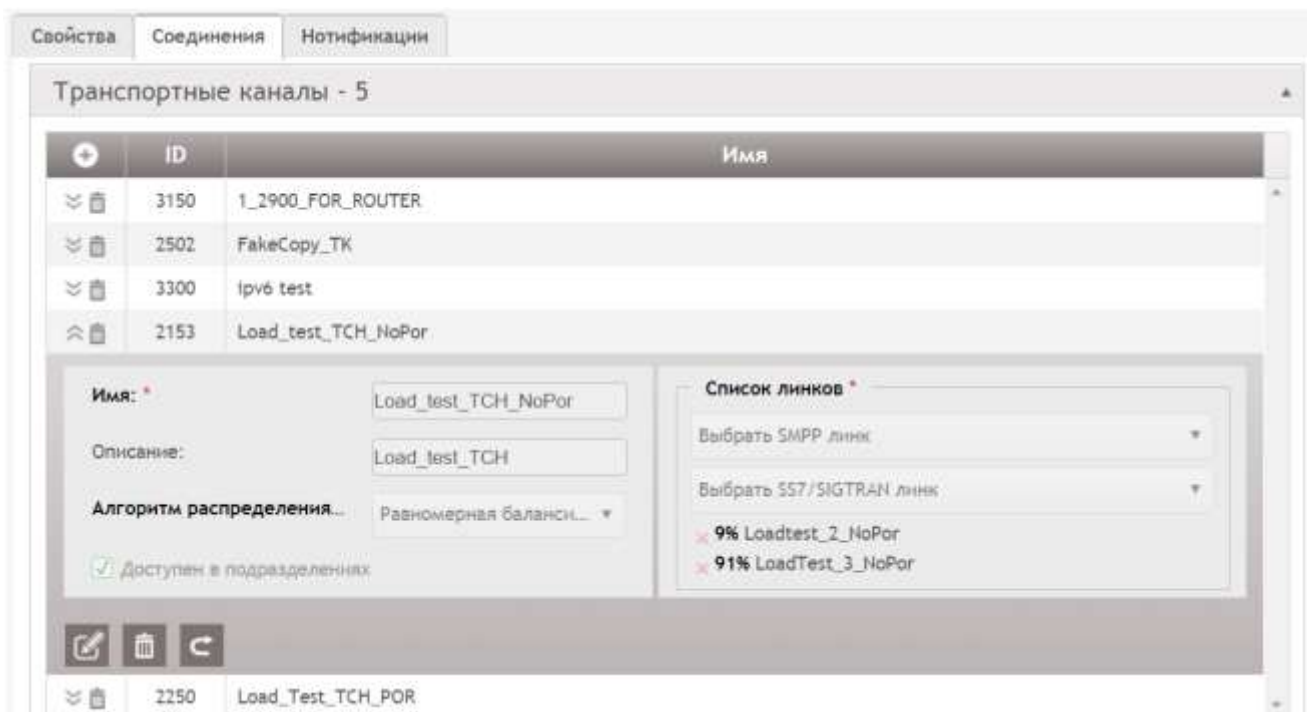 Свойства Соединения Нотификации
Транспортные каналы - 5
ID Имя
3150 1_2900_FOR_ROUTER
2502 FakeCopy_TK
3300 ipv6 test
2153 Load_test_TCH_NoPor
Имя: * Load_test_TCH_NoPor
Описание: Load_test_TCH
Алгоритм распределения... Равномерная баланси...
Доступен в подразделениях
Список линков *
Выбрать SMPP линк
Выбрать SS7/SIGTRAN линк
9% Loadtest_2_NoPor
91% LoadTest_3_NoPor
2250 Load_Test_TCH_POR